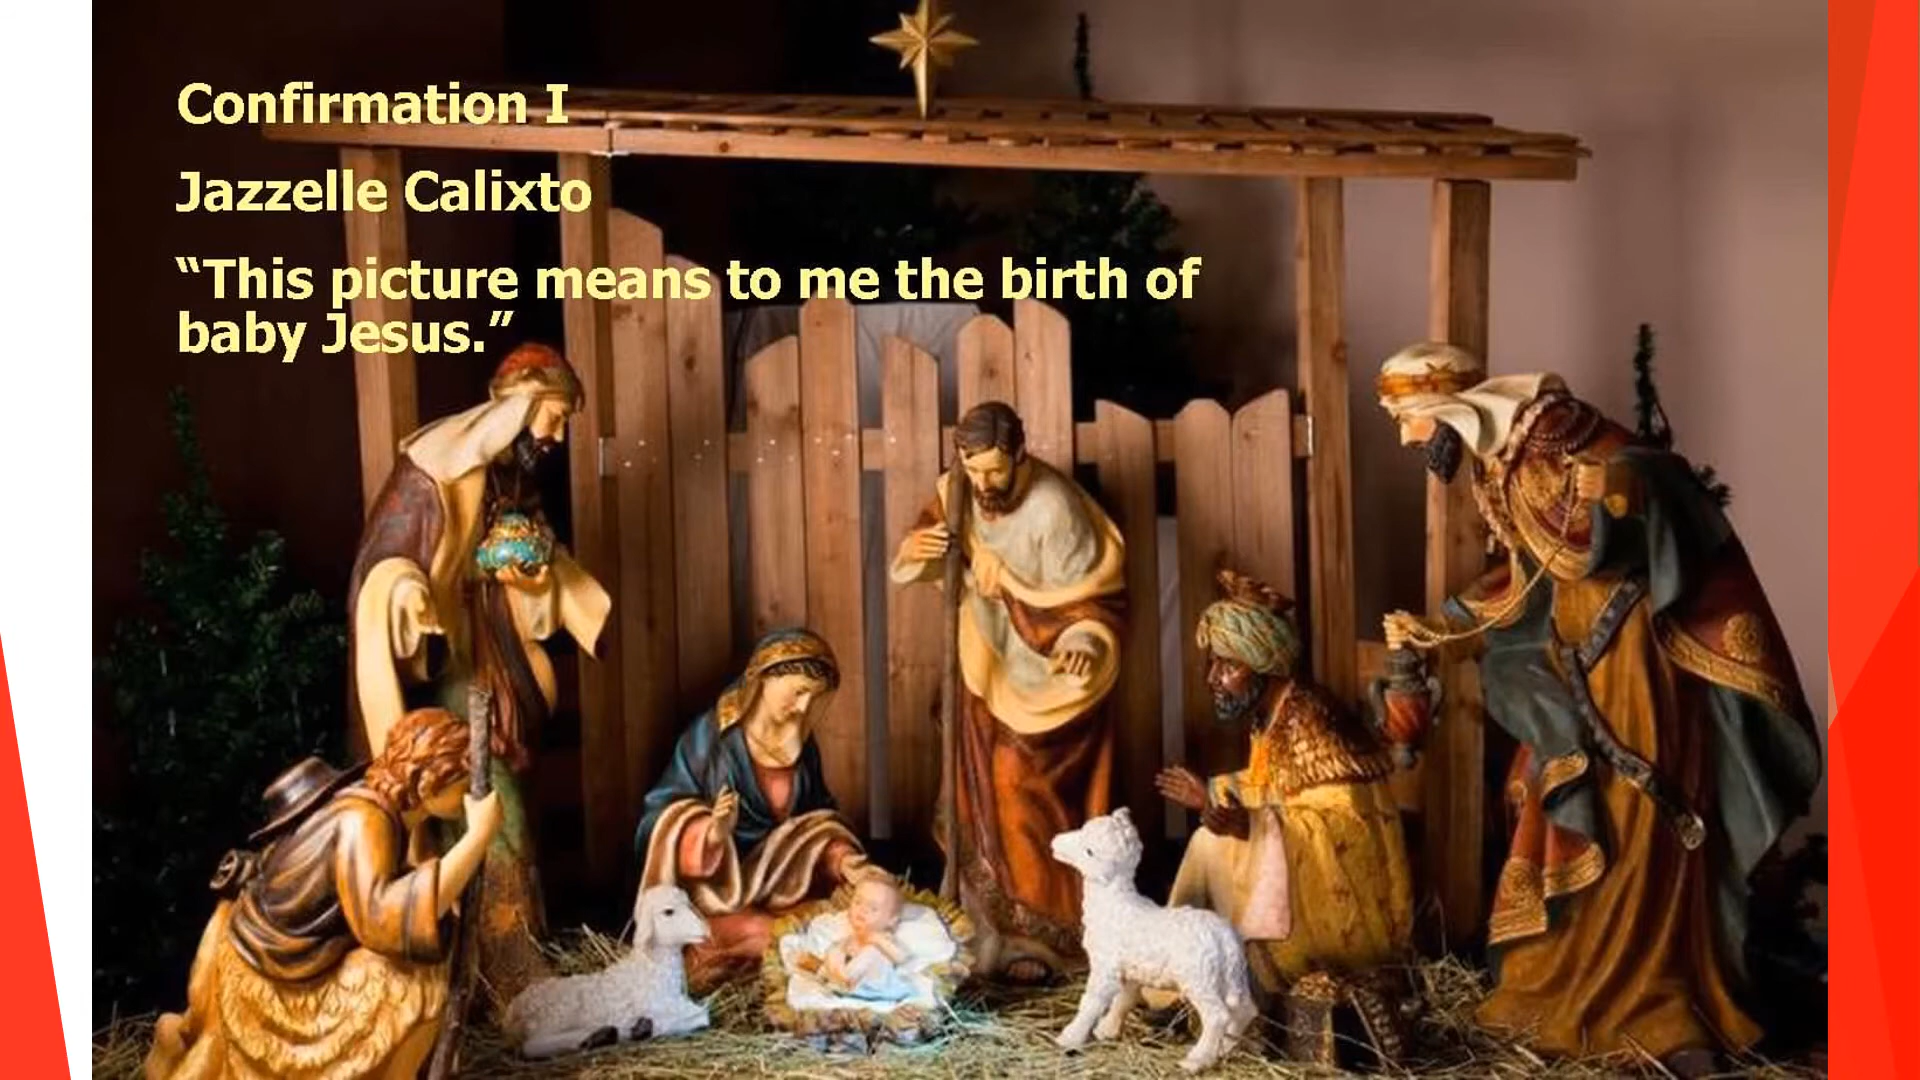 Confirmation I
Jazzelle Calixto
“This picture means to me the birth of
baby Jesus.”